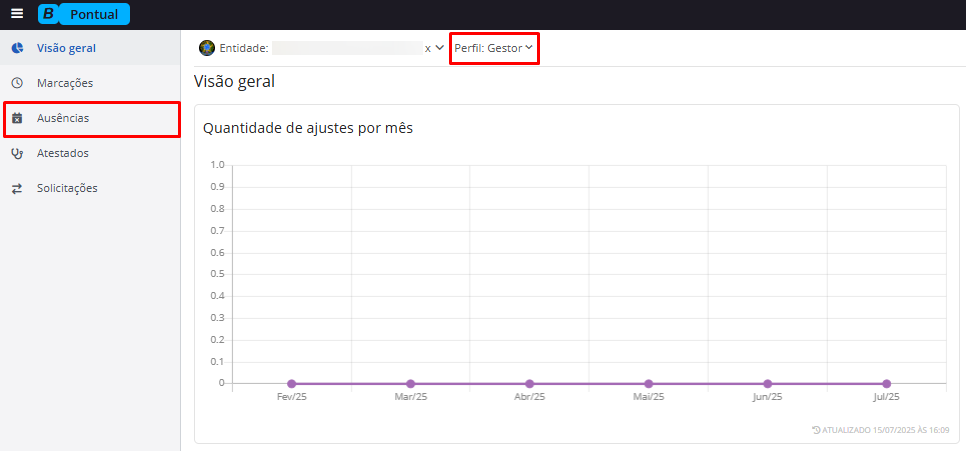 B Pontual
Visão geral
Marcações
Ausências
Atestados
Solicitações
Entidade: x
Perfil: Gestor
Visão geral
Quantidade de ajustes por mês
1.0
0.9
0.8
0.7
0.6
0.5
0.4
0.3
0.2
0.1
0
Fev/25 Mar/25 Abr/25 Mai/25 Jun/25 Jul/25
ATUALIZADO 15/07/2025 ÀS 16:09